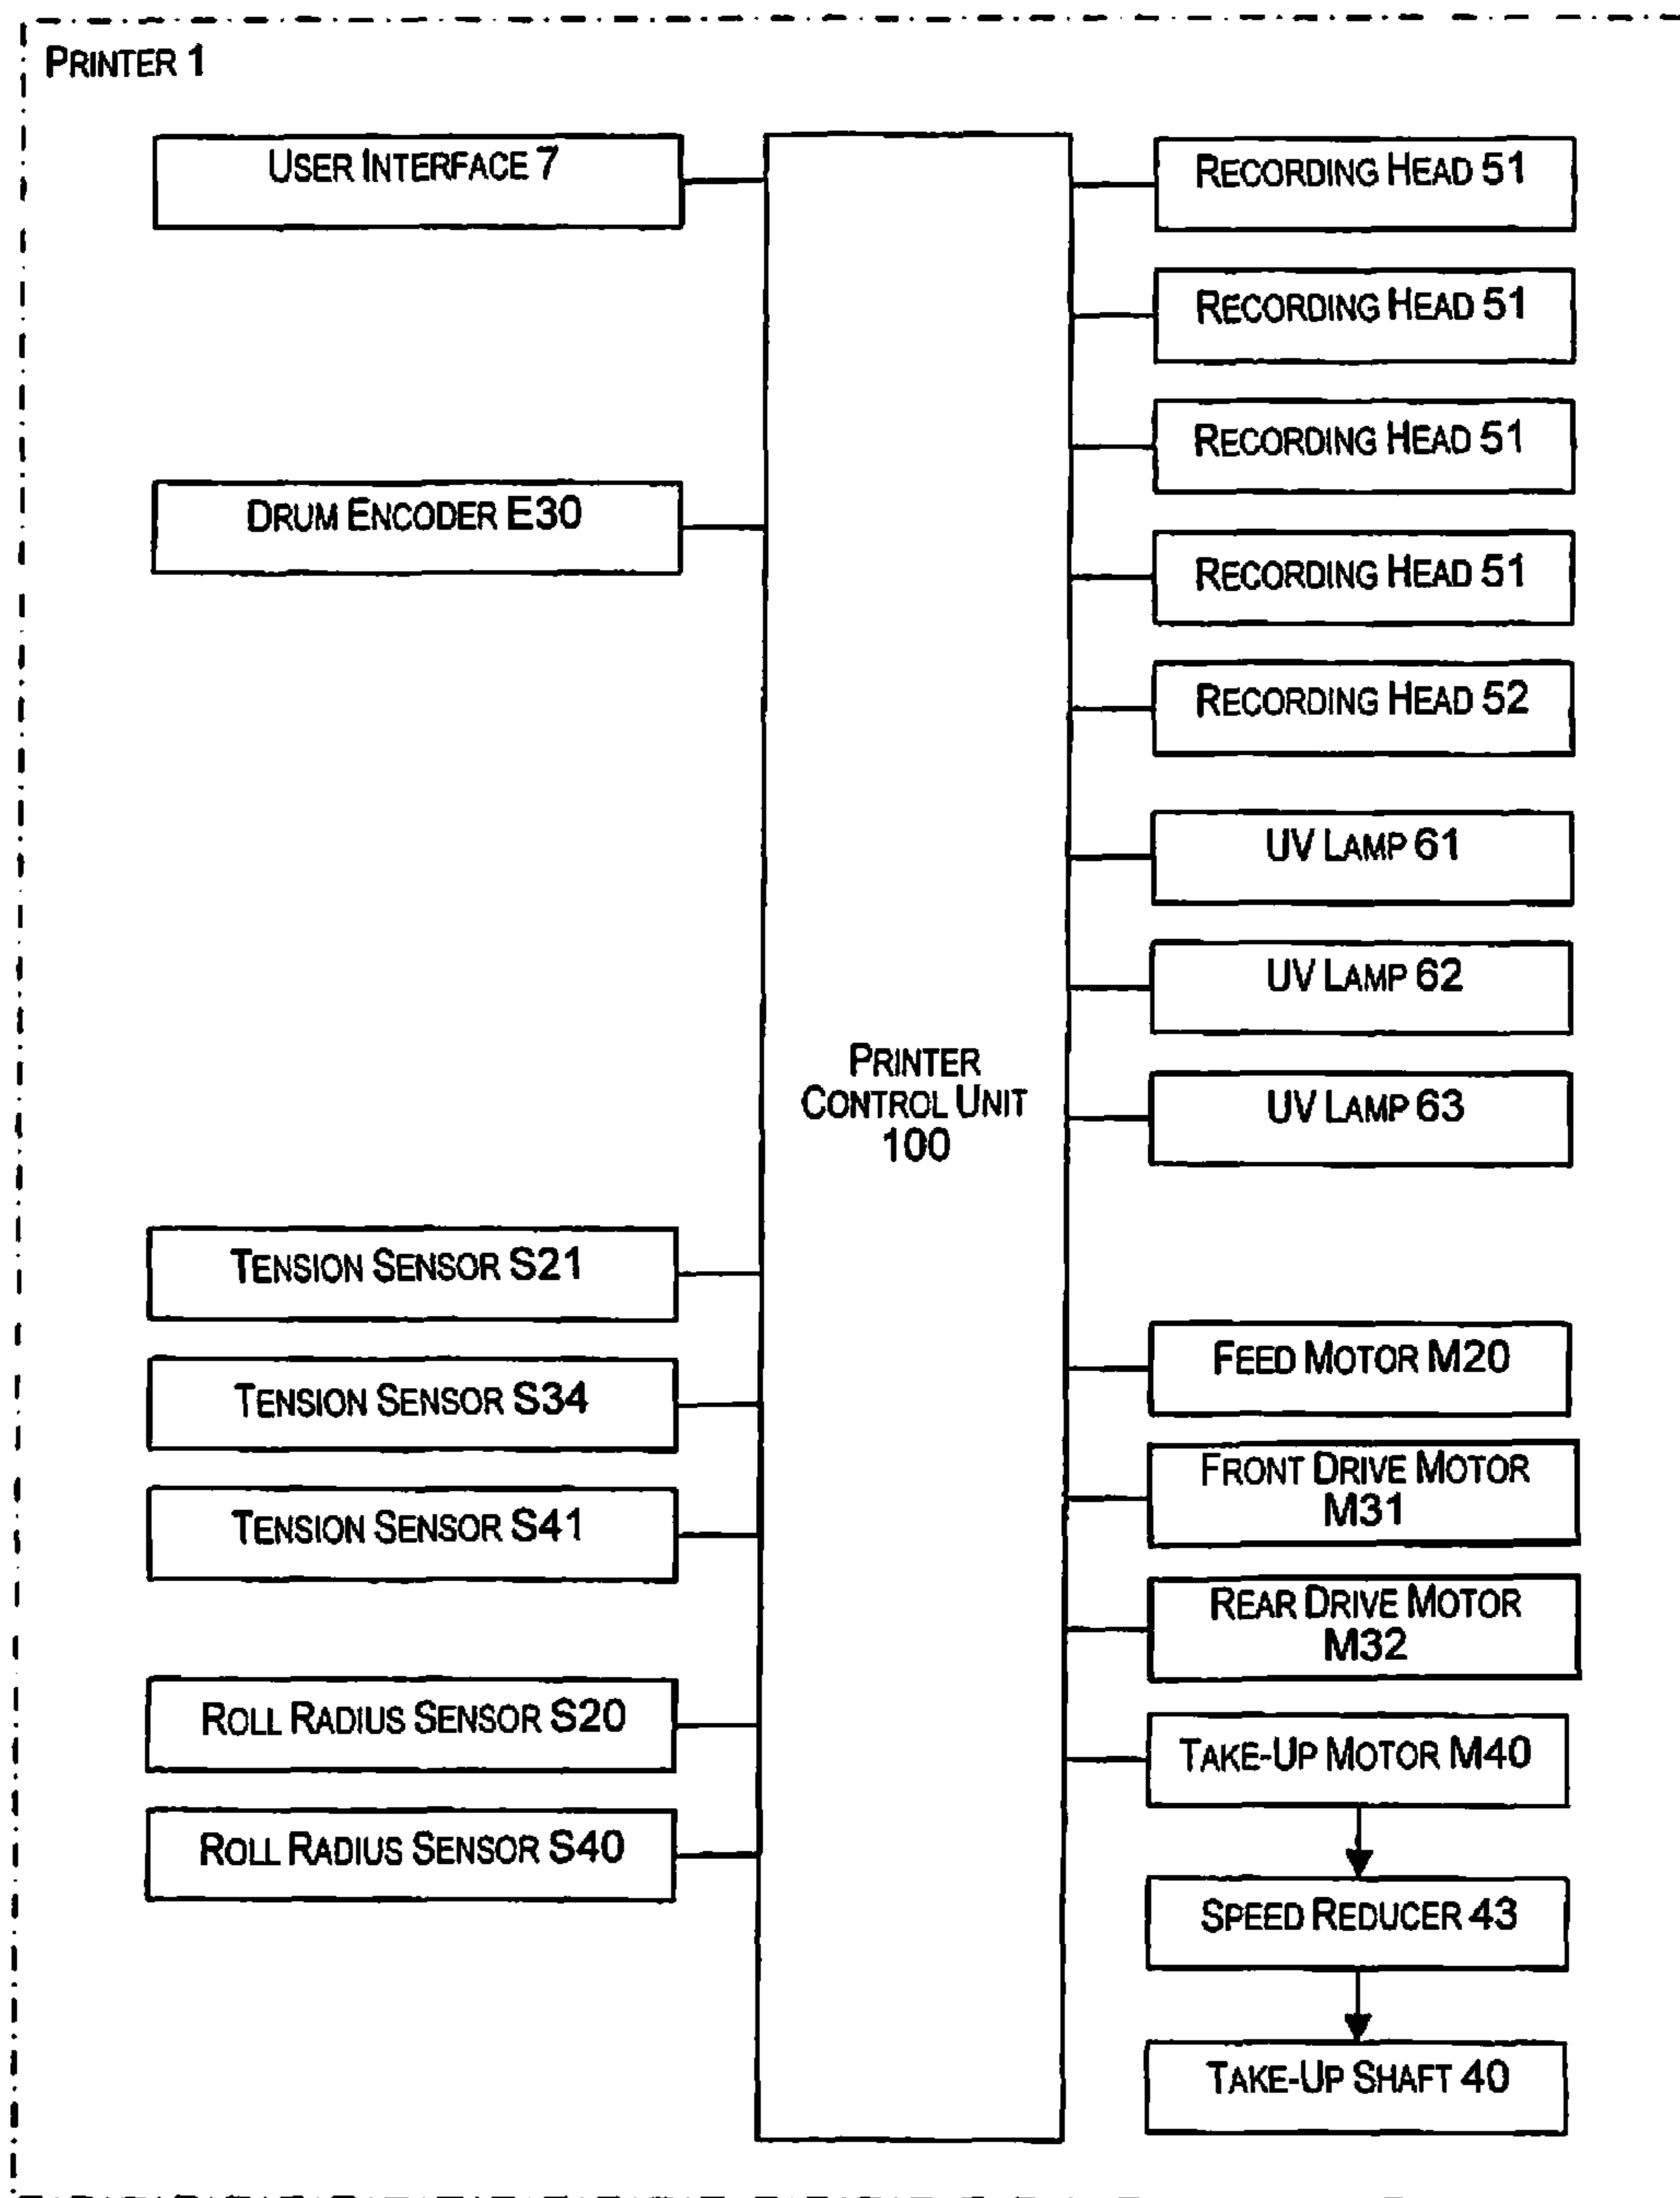 PRINTER 1
USER INTERFACE 7
DRUM ENCODER E30
TENSION SENSOR S21
TENSION SENSOR S34
TENSION SENSOR S41
ROLL RADIUS SENSOR S20
ROLL RADIUS SENSOR S40
PRINTER
CONTROL UNIT
100
RECORDING HEAD 51
RECORDING HEAD 51
RECORDING HEAD 51
RECORDING HEAD 51
RECORDING HEAD 52
UV LAMP 61
UV LAMP 62
UV LAMP 63
FEED MOTOR M20
FRONT DRIVE MOTOR
M31
REAR DRIVE MOTOR
M32
TAKE-UP MOTOR M40
SPEED REDUCER 43
TAKE-UP SHAFT 40